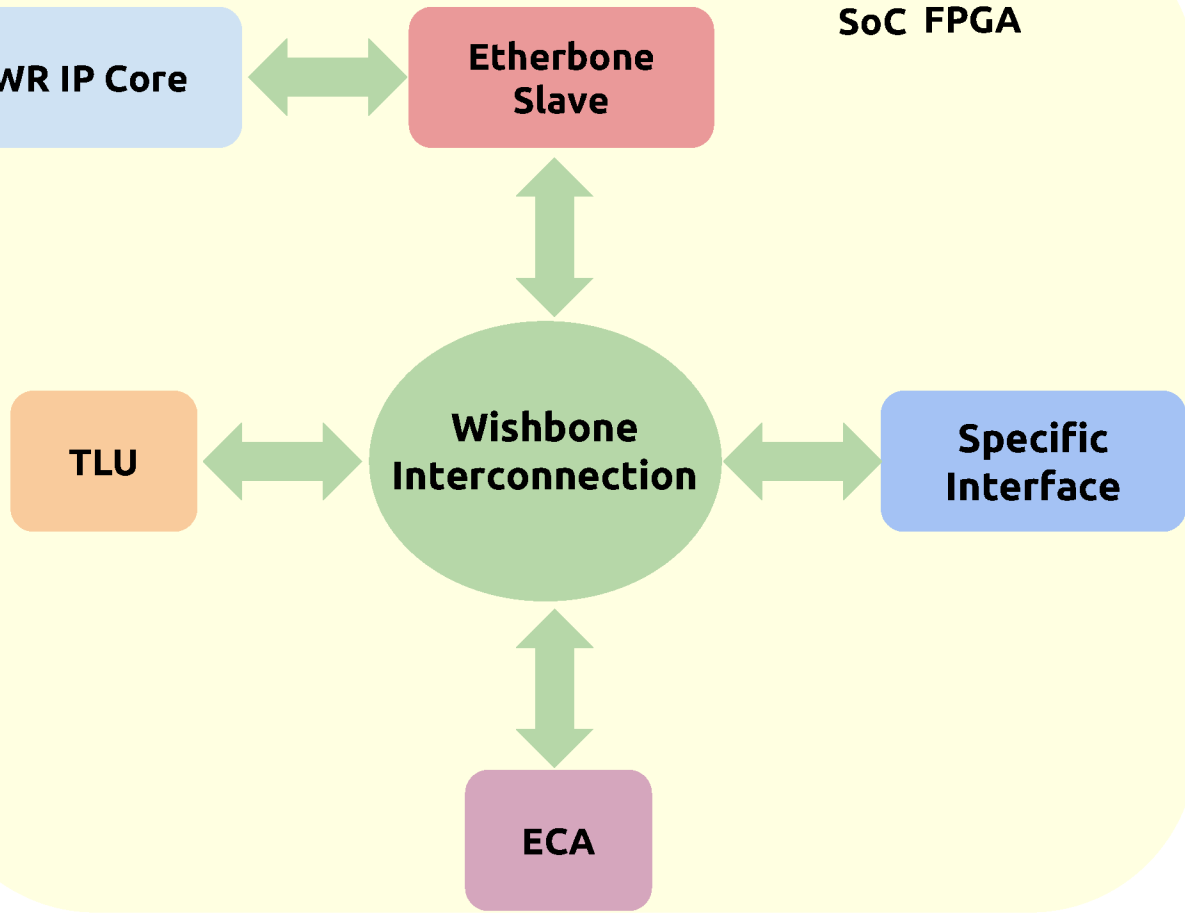 SoC FPGA
WR IP Core
Etherbone
Slave
Wishbone
Interconnection
TLU
Specific
Interface
ECA